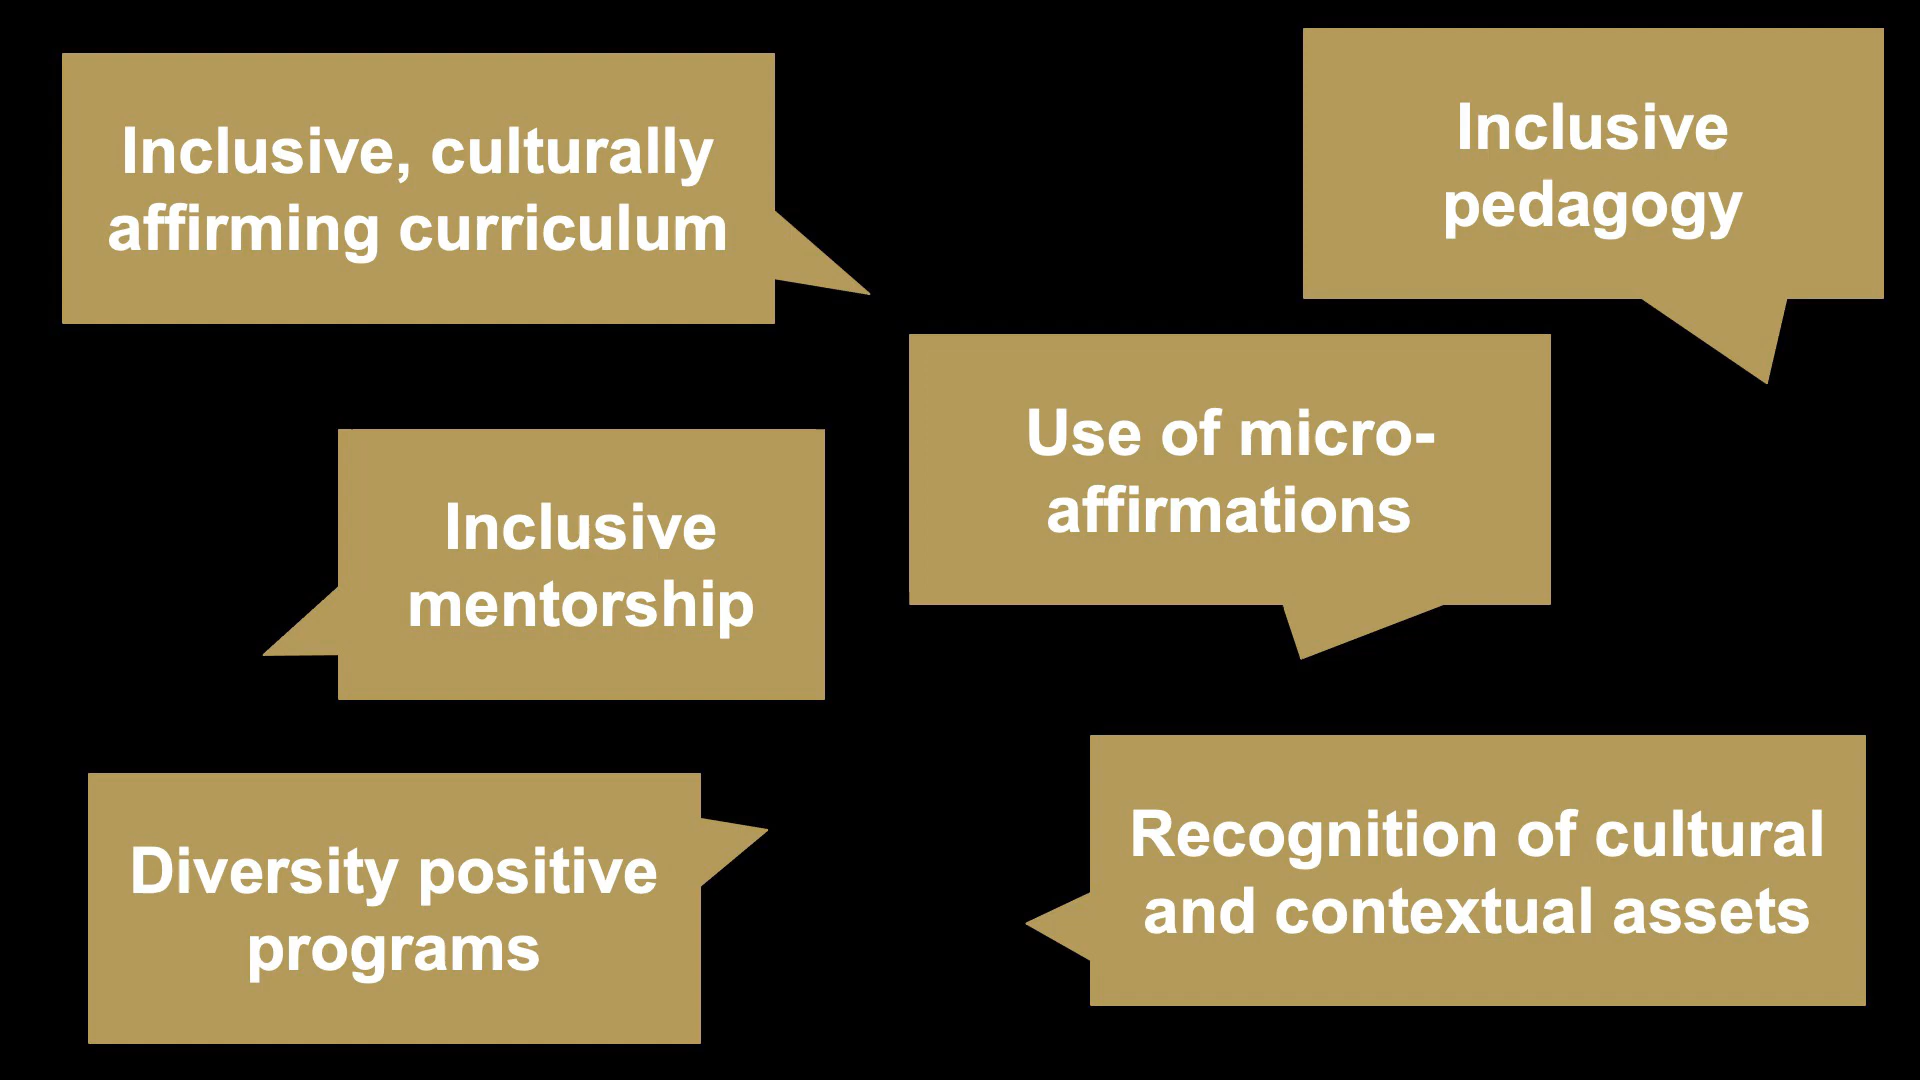 Inclusive, culturally
affirming curriculum
Inclusive
pedagogy
Use of micro-
affirmations
Inclusive
mentorship
Diversity positive
programs
Recognition of cultural
and contextual assets